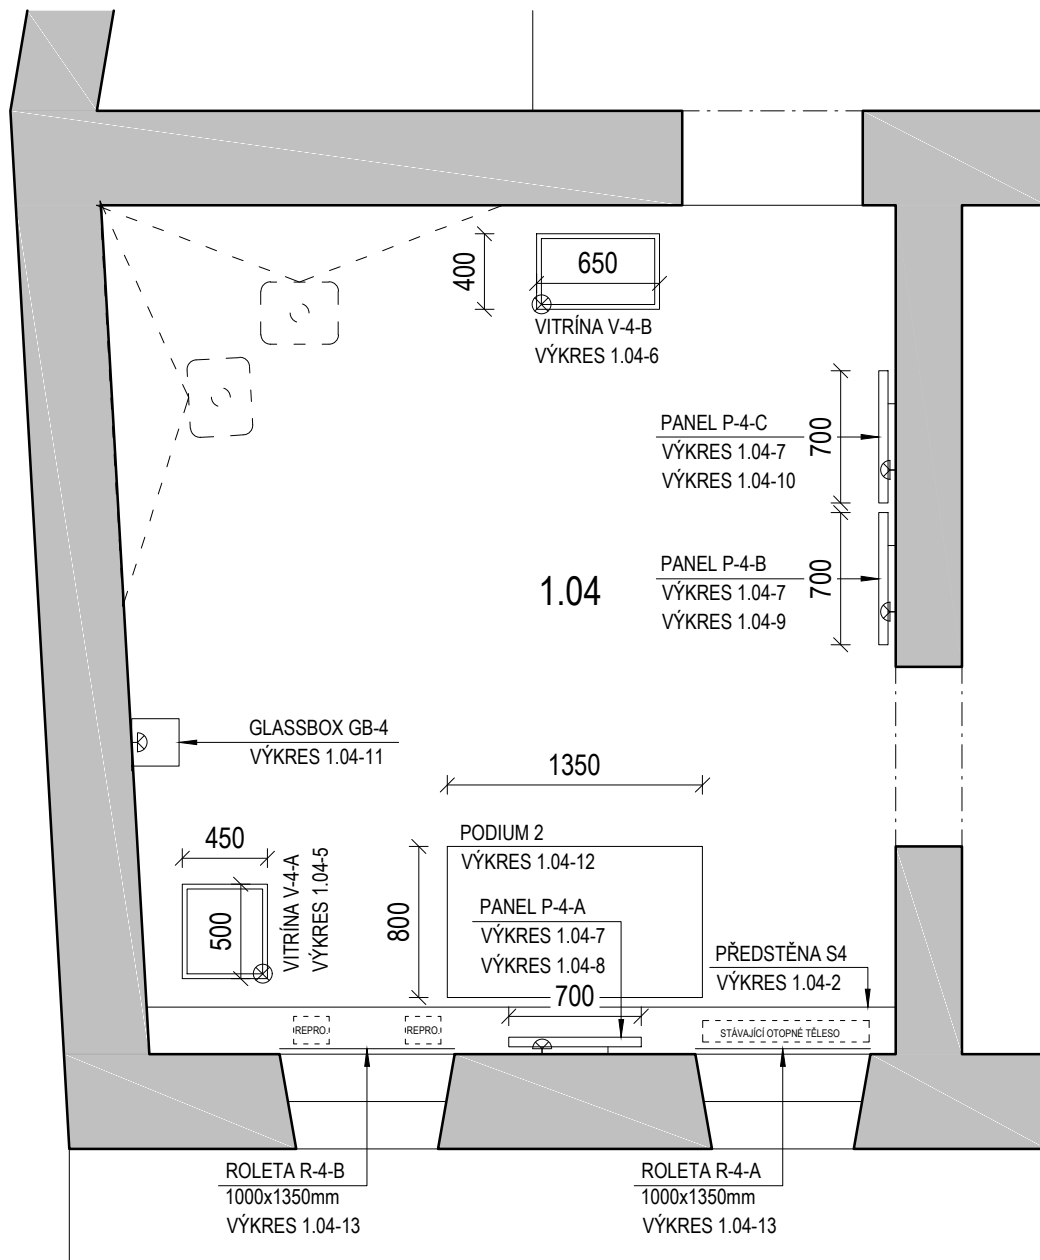 400
650
VITRÍNA V-4-B
VÝKRES 1.04-6
PANEL P-4-C
VÝKRES 1.04-7
VÝKRES 1.04-10
700
PANEL P-4-B
VÝKRES 1.04-7
VÝKRES 1.04-9
700
1.04
GLASSBOX GB-4
VÝKRES 1.04-11
1350
450
500
VITRÍNA V-4-A
VÝKRES 1.04-5
800
PODIUM 2
VÝKRES 1.04-12
PANEL P-4-A
VÝKRES 1.04-7
VÝKRES 1.04-8
700
PŘEDSTĚNA S4
VÝKRES 1.04-2
REPRO.
REPRO.
STÁVAJÍCÍ OTOPNÉ TĚLESO
ROLETA R-4-B
1000x1350mm
VÝKRES 1.04-13
ROLETA R-4-A
1000x1350mm
VÝKRES 1.04-13